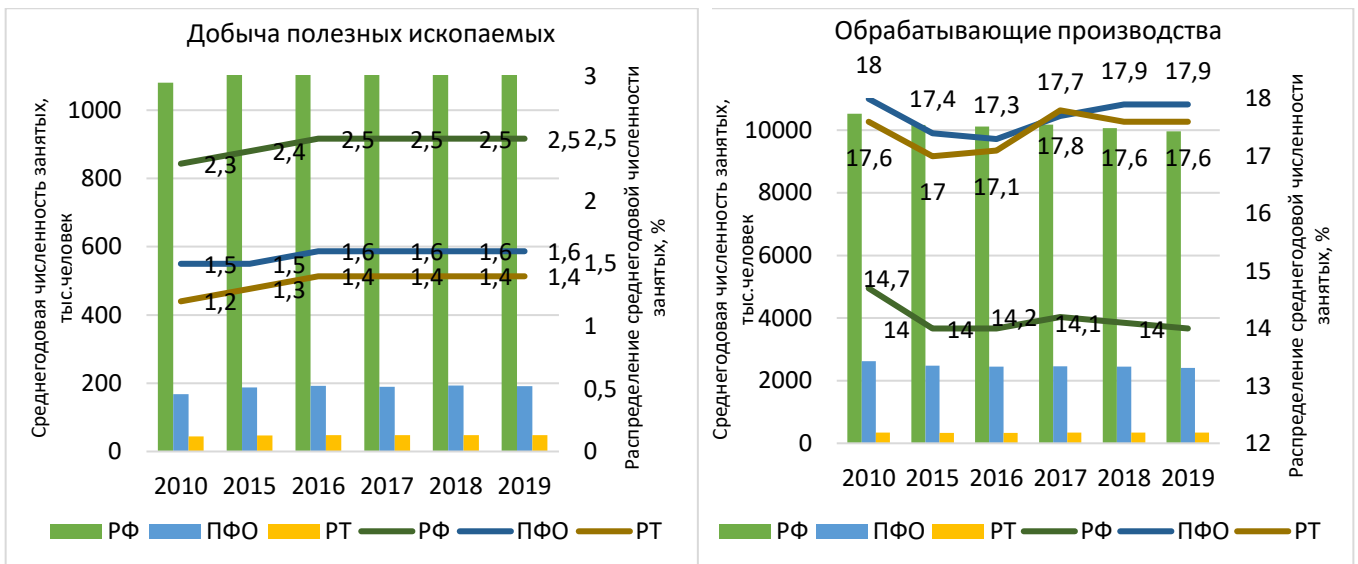 Добыча полезных ископаемых
Среднегодовая численность занятых,
тыс.человек
1000
800
600
400
200
0
3
2,5
2
1,5
1
0,5
0
Распределение среднегодовой численности
занятых, %
2,3 2,4 2,5 2,5 2,5 2,5
1,5 1,5 1,6 1,6 1,6 1,6
1,2 1,3 1,4 1,4 1,4 1,4
2010 2015 2016 2017 2018 2019
РФ ПФО РТ РФ ПФО РТ
Обрабатывающие производства
Среднегодовая численность занятых,
тыс.человек
10000
8000
6000
4000
2000
0
18
17
16
15
14
13
12
Распределение среднегодовой численности
занятых, %
18 17,4 17,3 17,7 17,9 17,9
17,6 17 17,1 17,8 17,6 17,6
14,7 14 14 14,2 14,1 14
2010 2015 2016 2017 2018 2019
РФ ПФО РТ РФ ПФО РТ